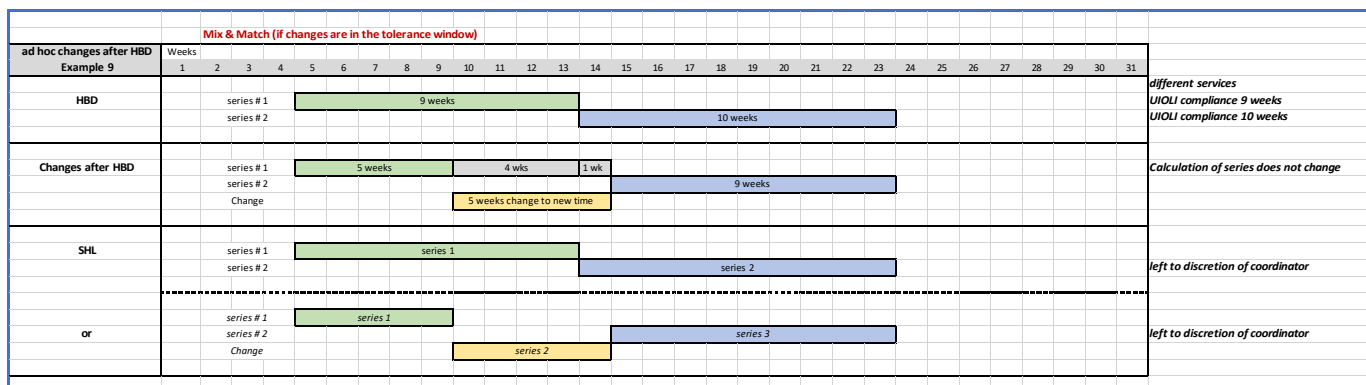 Mix & Match (if changes are in the tolerance window)
ad hoc changes after HBD Weeks
Example 9 1 2 3 4 5 6 7 8 9 10 11 12 13 14 15 16 17 18 19 20 21 22 23 24 25 26 27 28 29 30 31
different services
HBD series # 1 9 weeks UIOLI compliance 9 weeks
series # 2 10 weeks UIOLI compliance 10 weeks
Changes after HBD series # 1 5 weeks 4 wks 1 wk Calculation of series does not change
series # 2 9 weeks
Change 5 weeks change to new time
SHL series # 1 series 1
series # 2 series 2 left to discretion of coordinator
series # 1 series 1
or series # 2 series 3 left to discretion of coordinator
Change series 2